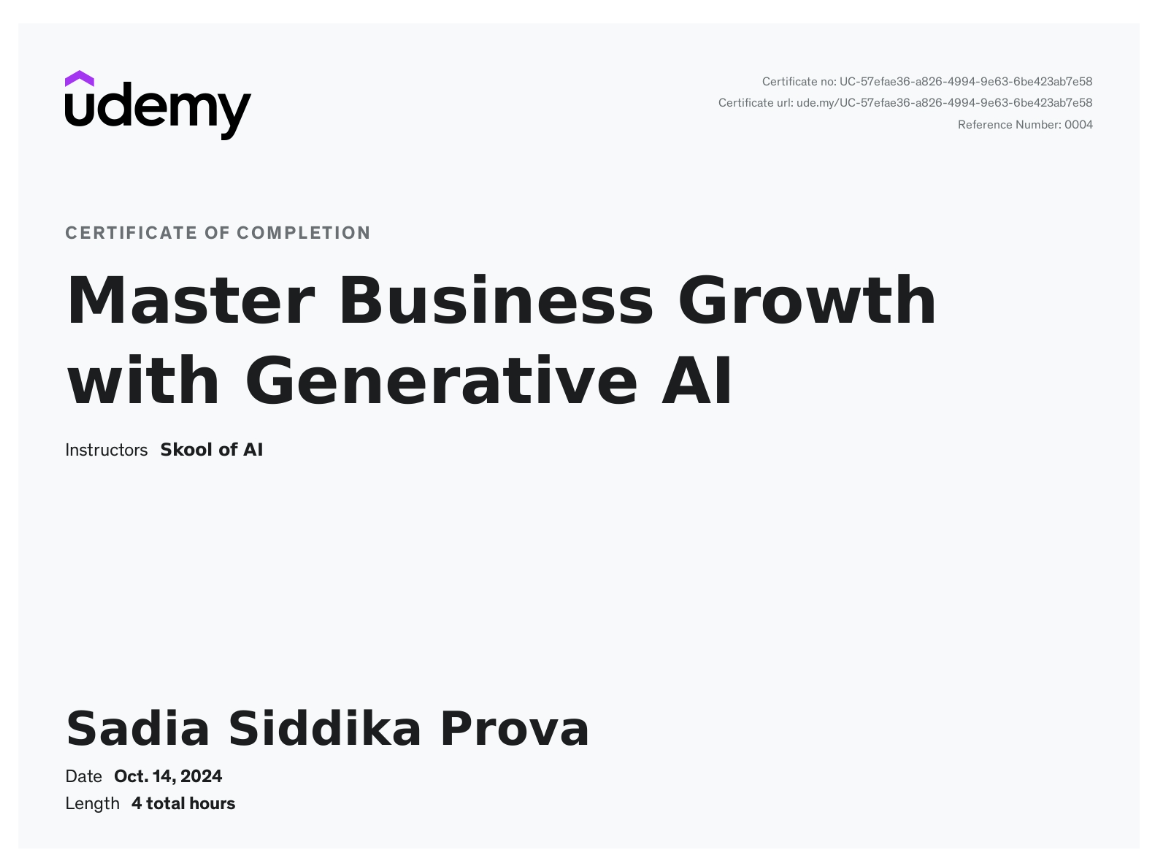 udemy
Certificate no: UC-57efae36-a826-4994-9e63-6be423ab7e58
Certificate url: ude.my/UC-57efae36-a826-4994-9e63-6be423ab7e58
Reference Number: 0004
CERTIFICATE OF COMPLETION
Master Business Growth
with Generative AI
Instructors Skool of AI
Sadia Siddika Prova
Date Oct. 14, 2024
Length 4 total hours